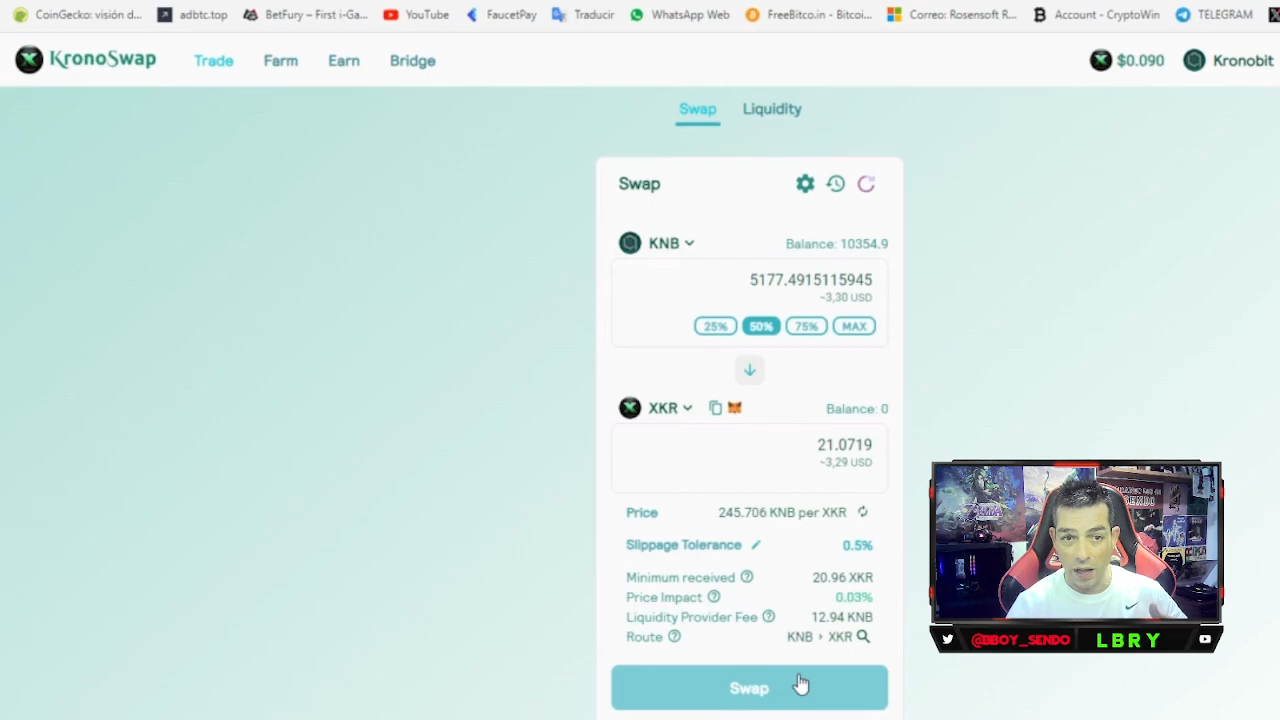 CoinGecko: visión d...
adbtc.top
BetFury – First i-Ga...
YouTube
FaucetPay
Traducir
WhatsApp Web
FreeBitco.in - Bitcoi...
Correo: Rosensoft R...
Account - CryptoWin
TELEGRAM
KronoSwap
Trade
Farm
Earn
Bridge
$0.090
Kronobit
Swap
Liquidity
Swap
KNB
Balance: 10354.9
5177.4915115945
~3,30 USD
25%
50%
75%
MAX
XKR
Balance: 0
21.0719
~3,29 USD
Price
245.706 KNB per XKR
Slippage Tolerance
0.5%
Minimum received
20.96 XKR
Price Impact
0.03%
Liquidity Provider Fee
12.94 KNB
Route
KNB > XKR
Swap
SENDO
@BBOY_SENDO
LBRY